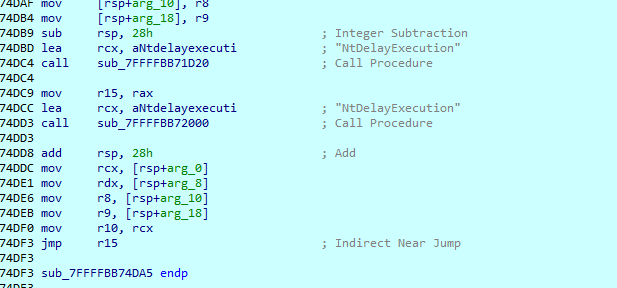 74DAF mov [rsp+arg_10], r8
74DB4 mov [rsp+arg_18], r9
74DB9 sub rsp, 28h ; Integer Subtraction
74DBD lea rcx, aNtdelayexecuti ; "NtDelayExecution"
74DC4 call sub_7FFFFBB71D20 ; Call Procedure
74DC4
74DC9 mov r15, rax
74DCC lea rcx, aNtdelayexecuti ; "NtDelayExecution"
74DD3 call sub_7FFFFBB72000 ; Call Procedure
74DD3
74DD8 add rsp, 28h ; Add
74DDC mov rcx, [rsp+arg_0]
74DE1 mov rdx, [rsp+arg_8]
74DE6 mov r8, [rsp+arg_10]
74DEB mov r9, [rsp+arg_18]
74DF0 mov r10, rcx
74DF3 jmp r15 ; Indirect Near Jump
74DF3
74DF3 sub_7FFFFBB74DA5 endp
74DF3